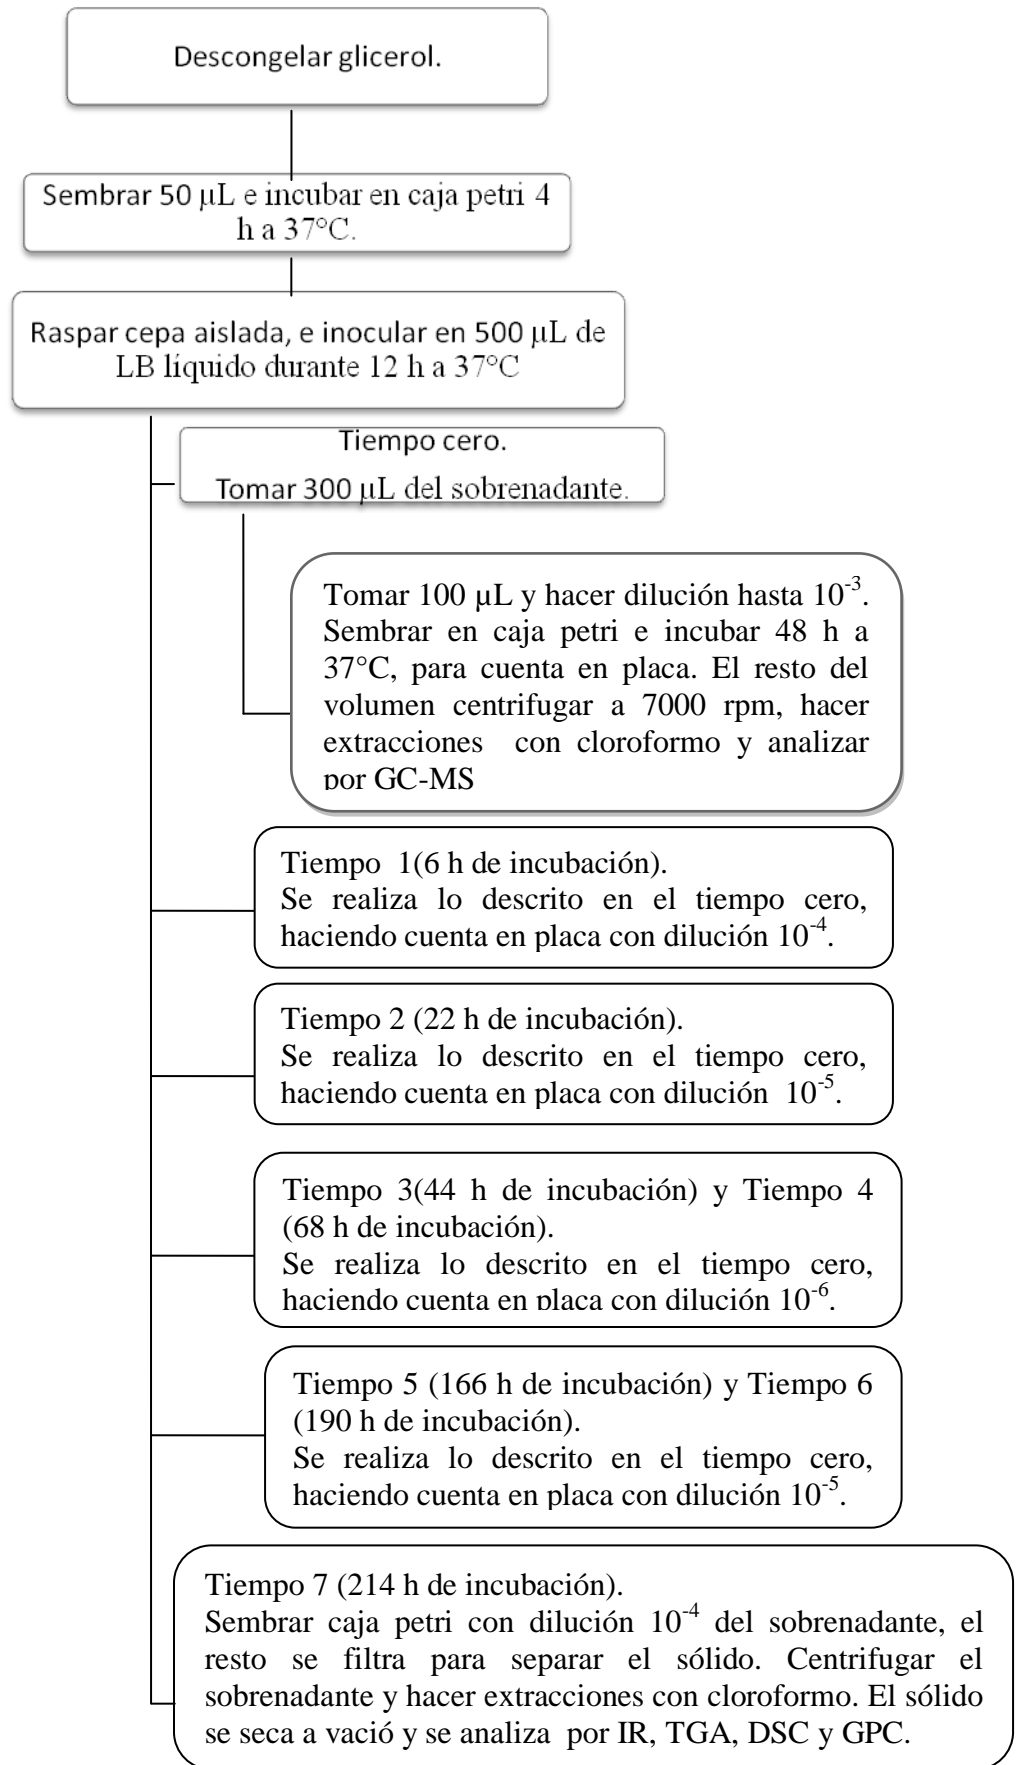 Descongelar glicerol.
Sembrar 50 µL e incubar en caja petri 4
h a 37°C.
Raspar cepa aislada, e inocular en 500 µL de
LB líquido durante 12 h a 37°C
Tiempo cero.
Tomar 300 µL del sobrenadante.
Tomar 100 µL y hacer dilución hasta 10⁻³.
Sembrar en caja petri e incubar 48 h a
37°C, para cuenta en placa. El resto del
volumen centrifugar a 7000 rpm, hacer
extracciones con cloroformo y analizar
por GC-MS
Tiempo 1(6 h de incubación).
Se realiza lo descrito en el tiempo cero,
haciendo cuenta en placa con dilución 10⁻⁴.
Tiempo 2 (22 h de incubación).
Se realiza lo descrito en el tiempo cero,
haciendo cuenta en placa con dilución 10⁻⁵.
Tiempo 3(44 h de incubación) y Tiempo 4
(68 h de incubación).
Se realiza lo descrito en el tiempo cero,
haciendo cuenta en placa con dilución 10⁻⁶.
Tiempo 5 (166 h de incubación) y Tiempo 6
(190 h de incubación).
Se realiza lo descrito en el tiempo cero,
haciendo cuenta en placa con dilución 10⁻⁵.
Tiempo 7 (214 h de incubación).
Sembrar caja petri con dilución 10⁻⁴ del sobrenadante, el
resto se filtra para separar el sólido. Centrifugar el
sobrenadante y hacer extracciones con cloroformo. El sólido
se seca a vació y se analiza por IR, TGA, DSC y GPC.